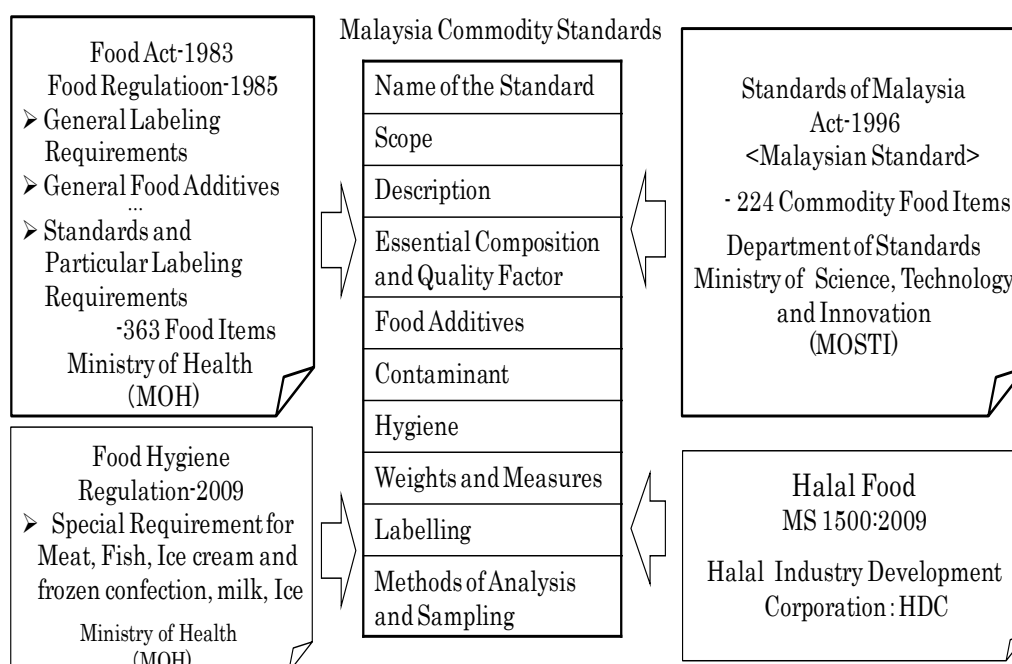 Malaysia Commodity Standards
Food Act-1983
Food Regulatioon-1985
➢ General Labeling
Requirements
➢ General Food Additives
...
➢ Standards and
Particular Labeling
Requirements
-363 Food Items
Ministry of Health
(MOH)
Food Hygiene
Regulation-2009
➢ Special Requirement for
Meat, Fish, Ice cream and
frozen confection, milk, Ice
Ministry of Health
(MOH)
Name of the Standard
Scope
Description
Essential Composition
and Quality Factor
Food Additives
Contaminant
Hygiene
Weights and Measures
Labelling
Methods of Analysis
and Sampling
Standards of Malaysia
Act-1996
<Malaysian Standard>
- 224 Commodity Food Items
Department of Standards
Ministry of Science, Technology
and Innovation
(MOSTI)
Halal Food
MS 1500:2009
Halal Industry Development
Corporation : HDC